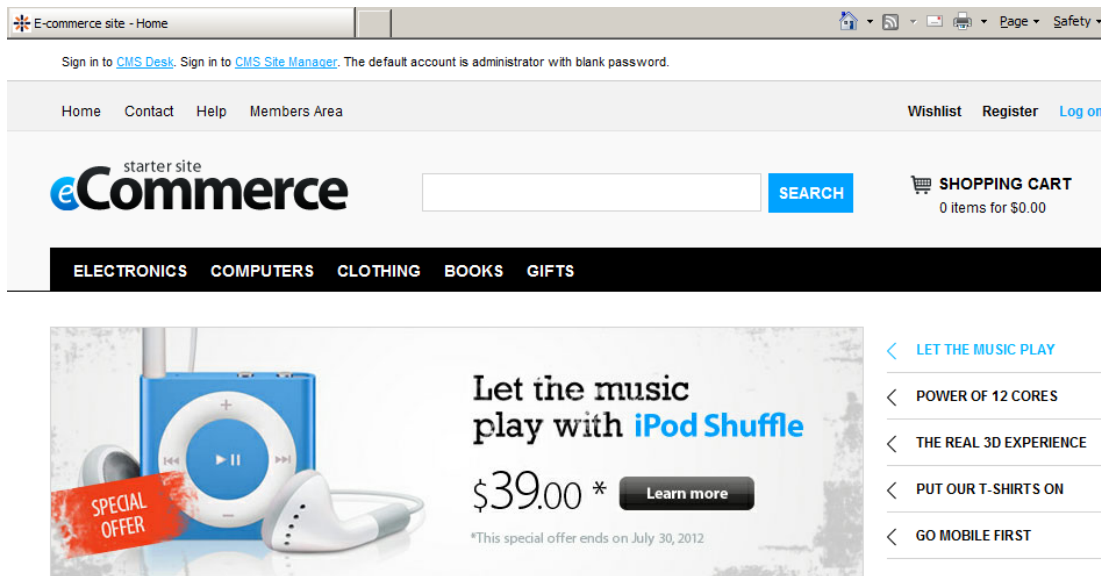 E-commerce site - Home
Page Safety
Sign in to CMS Desk. Sign in to CMS Site Manager. The default account is administrator with blank password.
Home Contact Help Members Area Wishlist Register Log on
starter site
eCommerce
SEARCH
SHOPPING CART
0 items for $0.00
ELECTRONICS COMPUTERS CLOTHING BOOKS GIFTS
Let the music
play with iPod Shuffle
$39.00 * Learn more
*This special offer ends on July 30, 2012
SPECIAL
OFFER
LET THE MUSIC PLAY
POWER OF 12 CORES
THE REAL 3D EXPERIENCE
PUT OUR T-SHIRTS ON
GO MOBILE FIRST